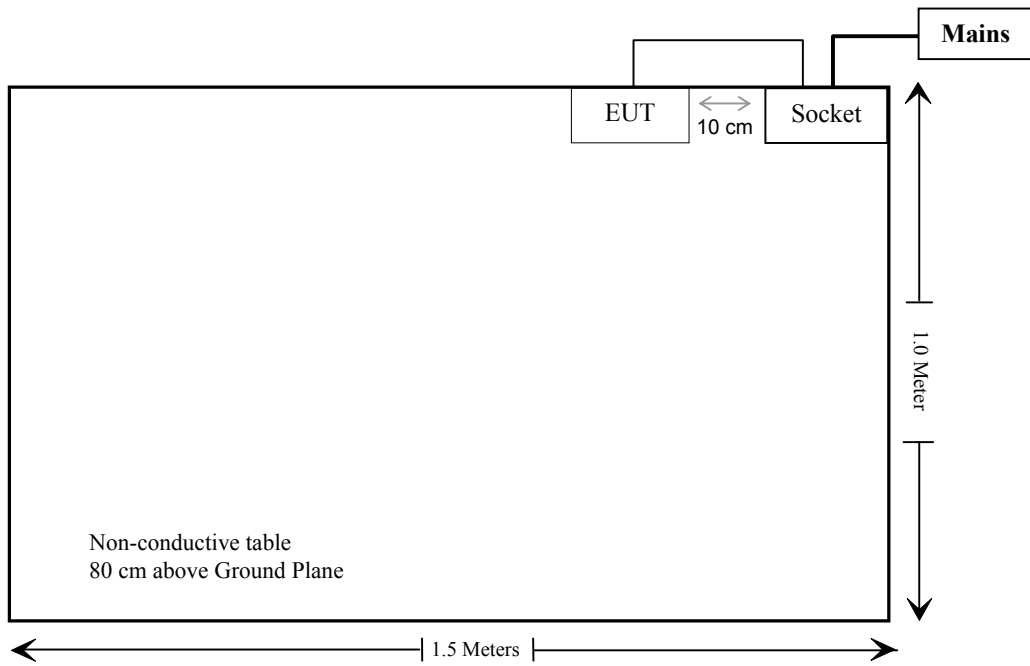 Mains
EUT
10 cm
Socket
1.0 Meter
Non-conductive table
80 cm above Ground Plane
1.5 Meters